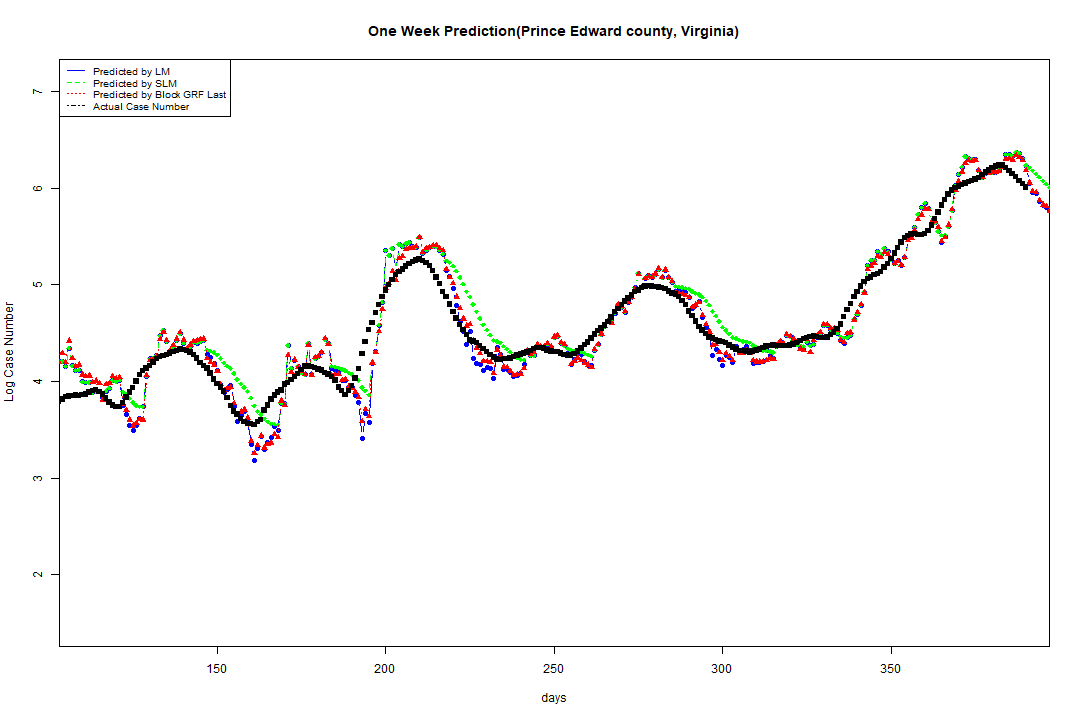 One Week Prediction(Prince Edward county, Virginia)
Predicted by LM
Predicted by SLM
Predicted by Block GRF Last
Actual Case Number
7
6
5
4
3
2
Log Case Number
150 200 250 300 350
days